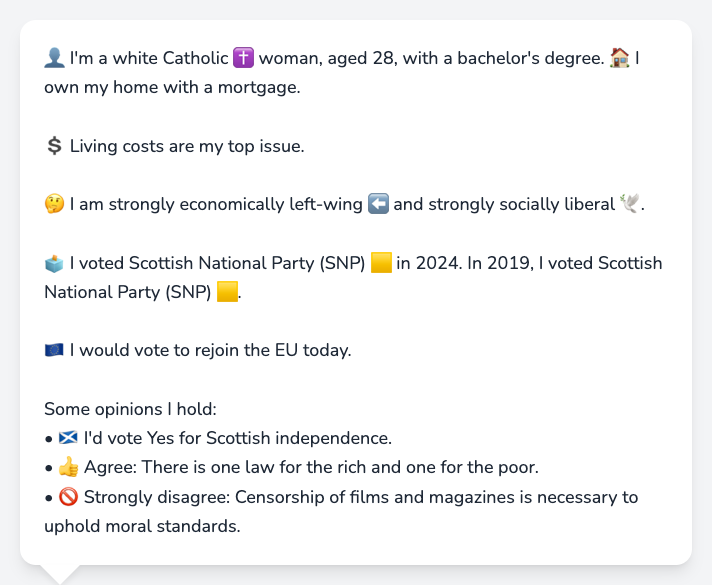 👤 I'm a white Catholic ✝️ woman, aged 28, with a bachelor's degree. 🏠 I
own my home with a mortgage.
💲 Living costs are my top issue.
🤔 I am strongly economically left-wing ⬅️ and strongly socially liberal 🕊️.
🗳️ I voted Scottish National Party (SNP) 🟨 in 2024. In 2019, I voted Scottish
National Party (SNP) 🟨.
🇪🇺 I would vote to rejoin the EU today.
Some opinions I hold:
• 🏴󠁧󠁢󠁳󠁣󠁴󠁿 I'd vote Yes for Scottish independence.
• 👍 Agree: There is one law for the rich and one for the poor.
• 🚫 Strongly disagree: Censorship of films and magazines is necessary to
uphold moral standards.